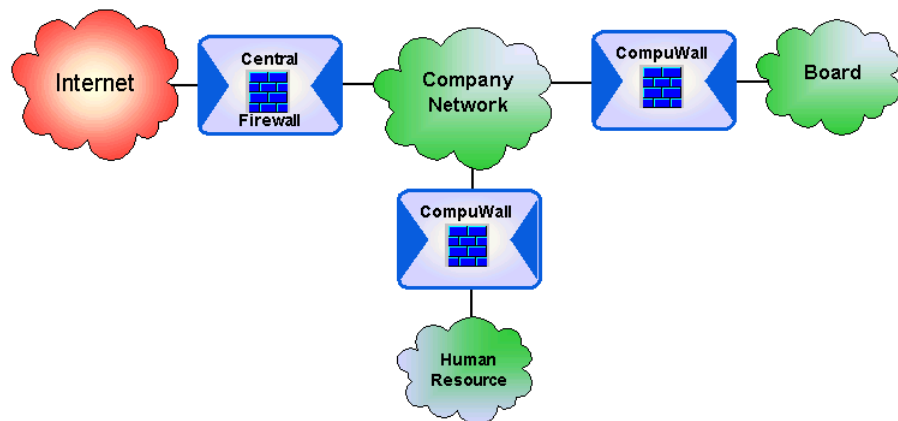 Internet
Central
Firewall
Company
Network
CompuWall
Board
CompuWall
Human
Resource